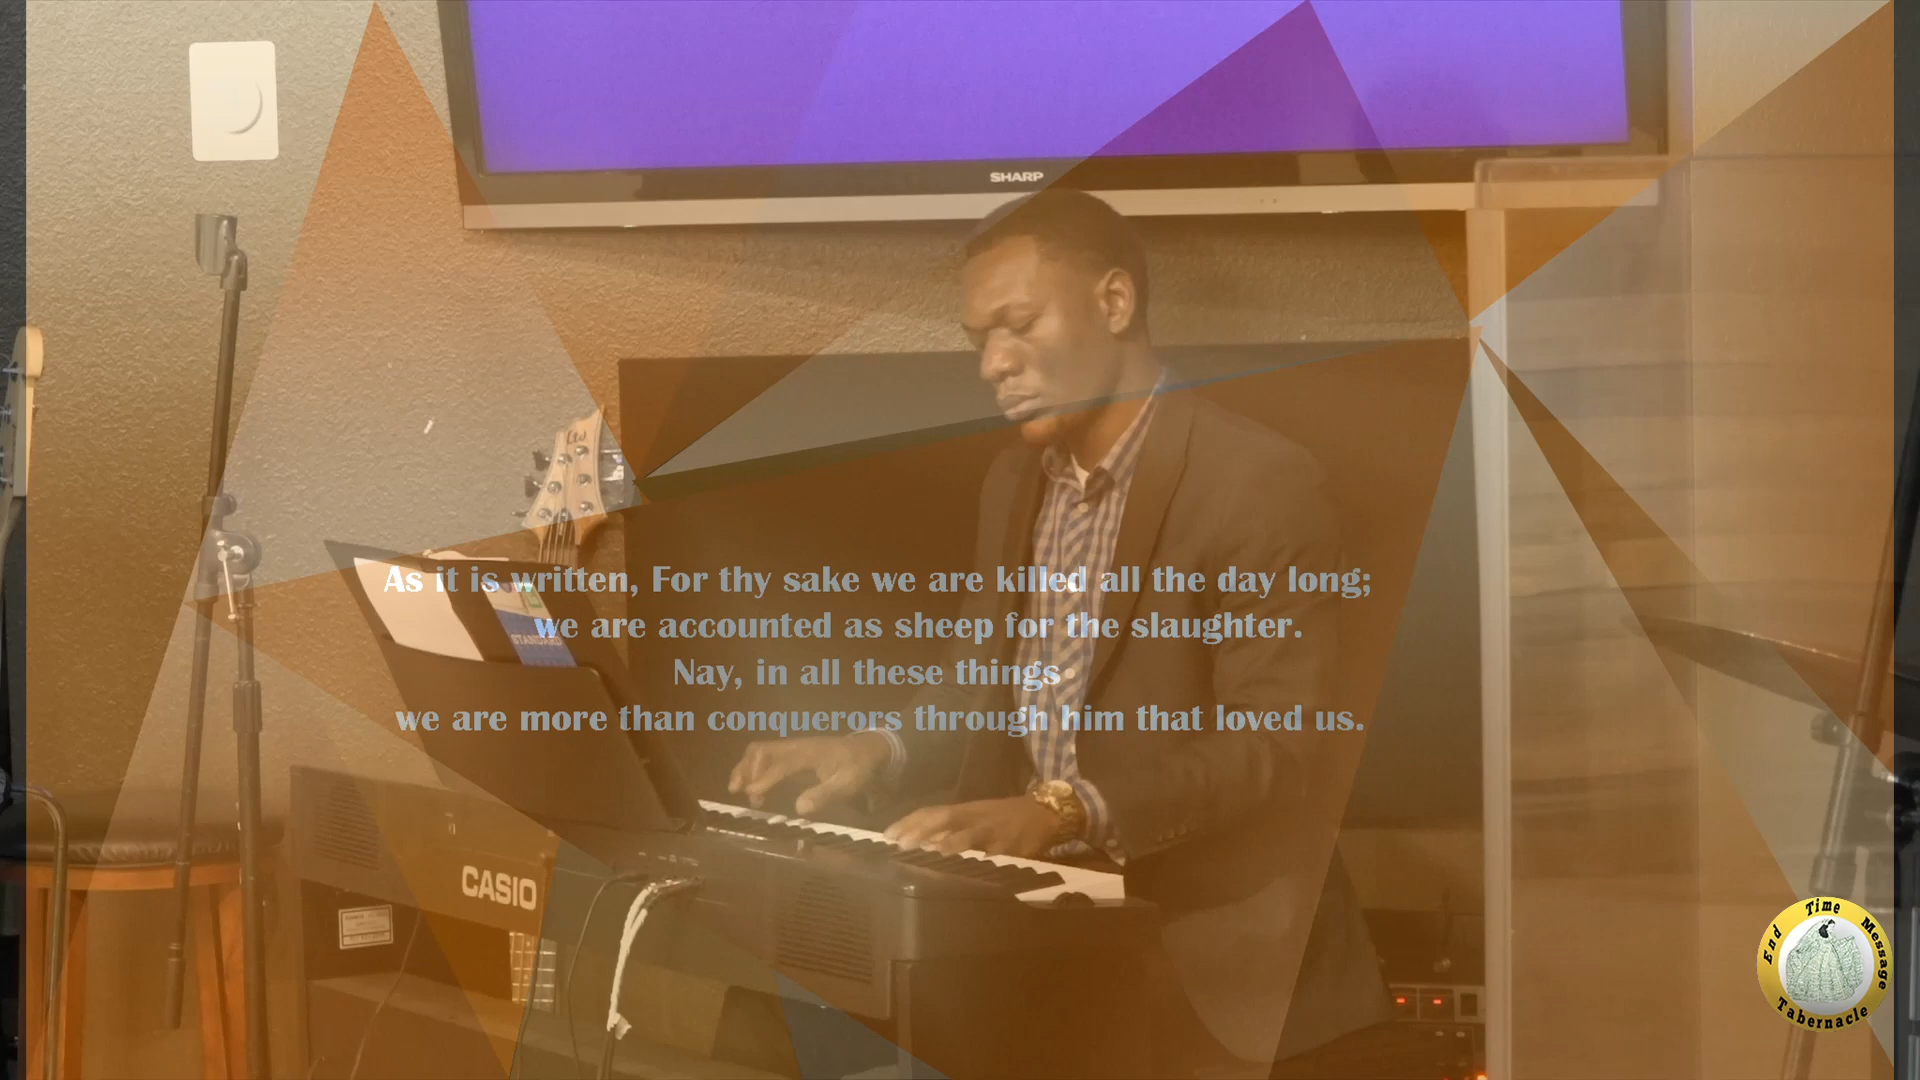 SHARP
As it is written, For thy sake we are killed all the day long;
we are accounted as sheep for the slaughter.
Nay, in all these things
we are more than conquerors through him that loved us.
STANDARD
CASIO
End Time Message Tabernacle